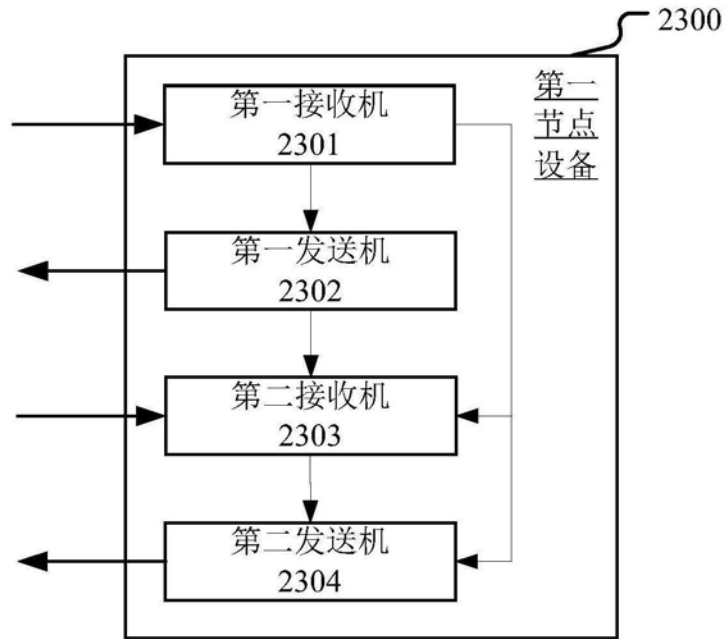 2300
第一
节点
设备
第一接收机
2301
第一发送机
2302
第二接收机
2303
第二发送机
2304